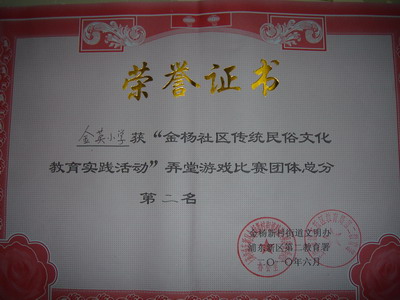 荣誉证书
金英小学获“金杨社区传统民俗文化
教育实践活动”弄堂游戏比赛团体总分
第二名
金杨新村街道文明办
浦东新区第二教育署
二〇一〇年六月